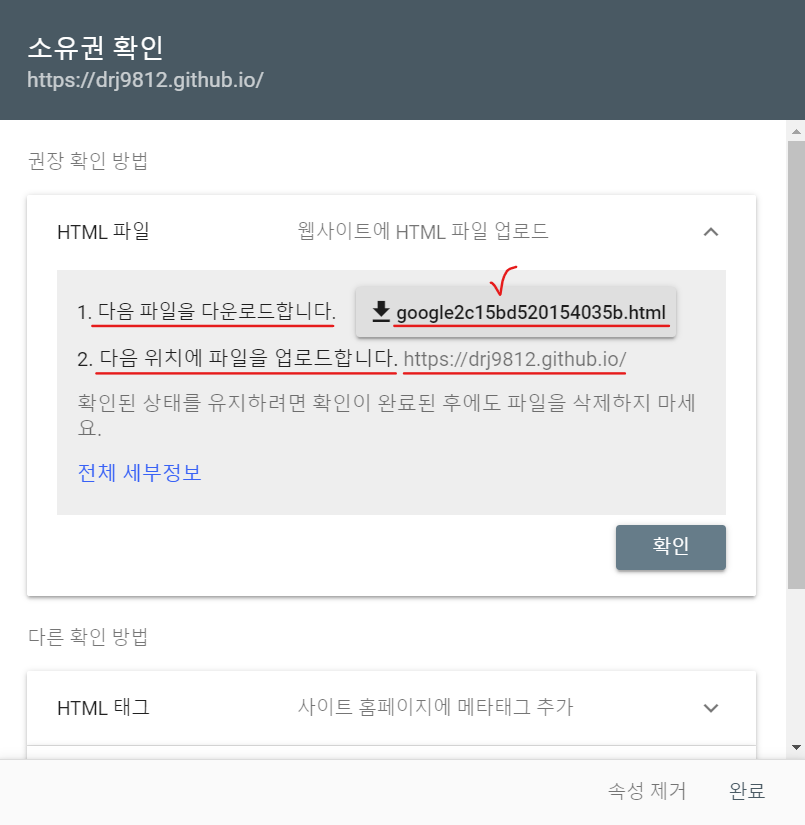 소유권 확인
https://drj9812.github.io/
권장 확인 방법
HTML 파일 웹사이트에 HTML 파일 업로드
1. 다음 파일을 다운로드합니다. google2c15bd520154035b.html
2. 다음 위치에 파일을 업로드합니다. https://drj9812.github.io/
확인된 상태를 유지하려면 확인이 완료된 후에도 파일을 삭제하지 마세
요.
전체 세부정보
확인
다른 확인 방법
HTML 태그 사이트 홈페이지에 메타태그 추가
속성 제거 완료